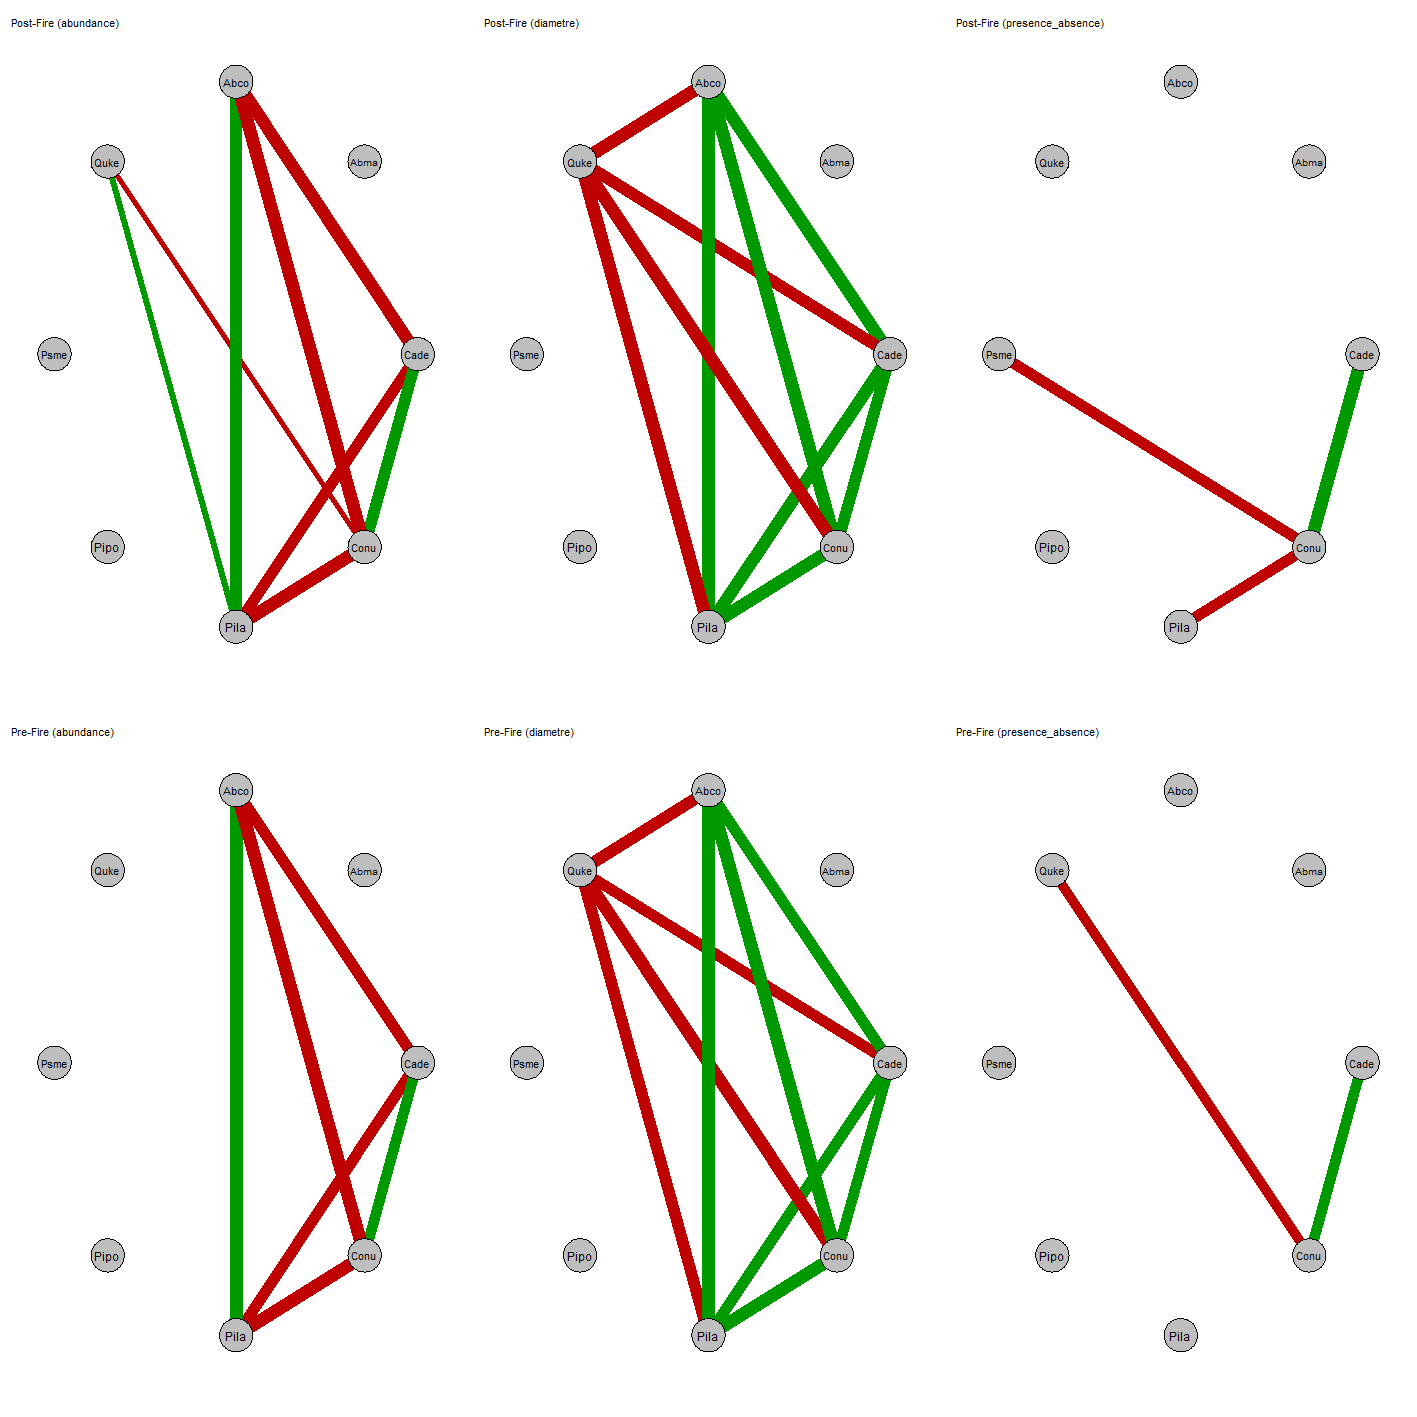 Post-Fire (abundance)
Post-Fire (diametre)
Post-Fire (presence_absence)
Abco
Abco
Abco
Quke
Abma
Quke
Abma
Quke
Abma
Psme
Cade
Psme
Cade
Psme
Cade
Pipo
Conu
Pipo
Conu
Pipo
Conu
Pila
Pila
Pila
Pre-Fire (abundance)
Pre-Fire (diametre)
Pre-Fire (presence_absence)
Abco
Abco
Abco
Quke
Abma
Quke
Abma
Quke
Abma
Psme
Cade
Psme
Cade
Psme
Cade
Pipo
Conu
Pipo
Conu
Pipo
Conu
Pila
Pila
Pila